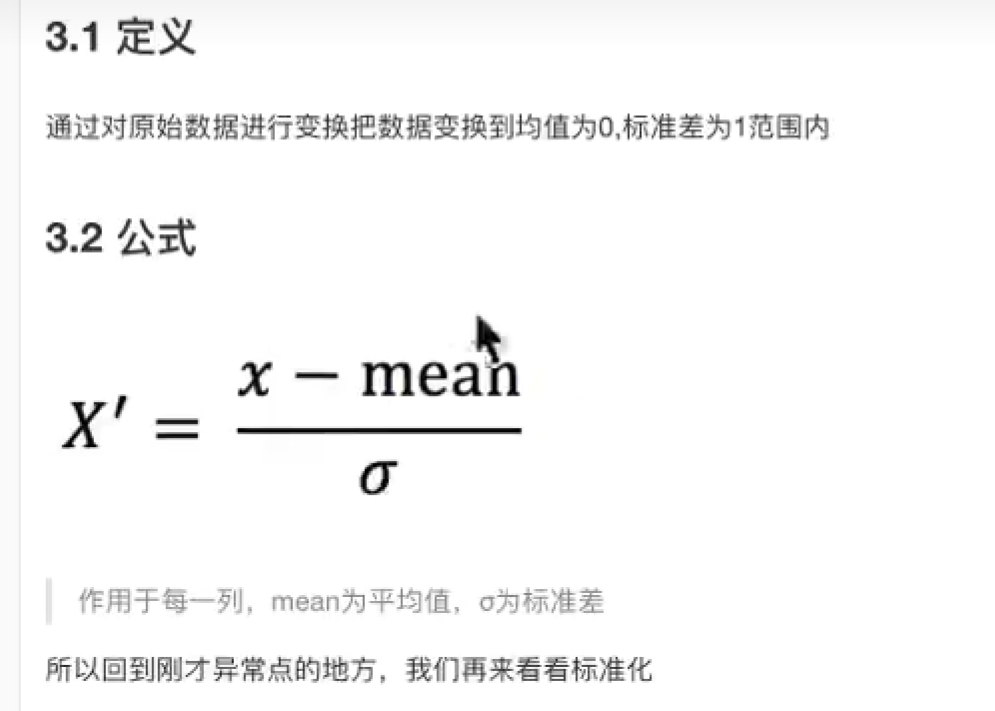 3.1 定义
通过对原始数据进行变换把数据变换到均值为0,标准差为1范围内
3.2 公式
X′ = (x − mean) / σ
作用于每一列，mean为平均值，σ为标准差
所以回到刚才异常点的地方，我们再来看看标准化